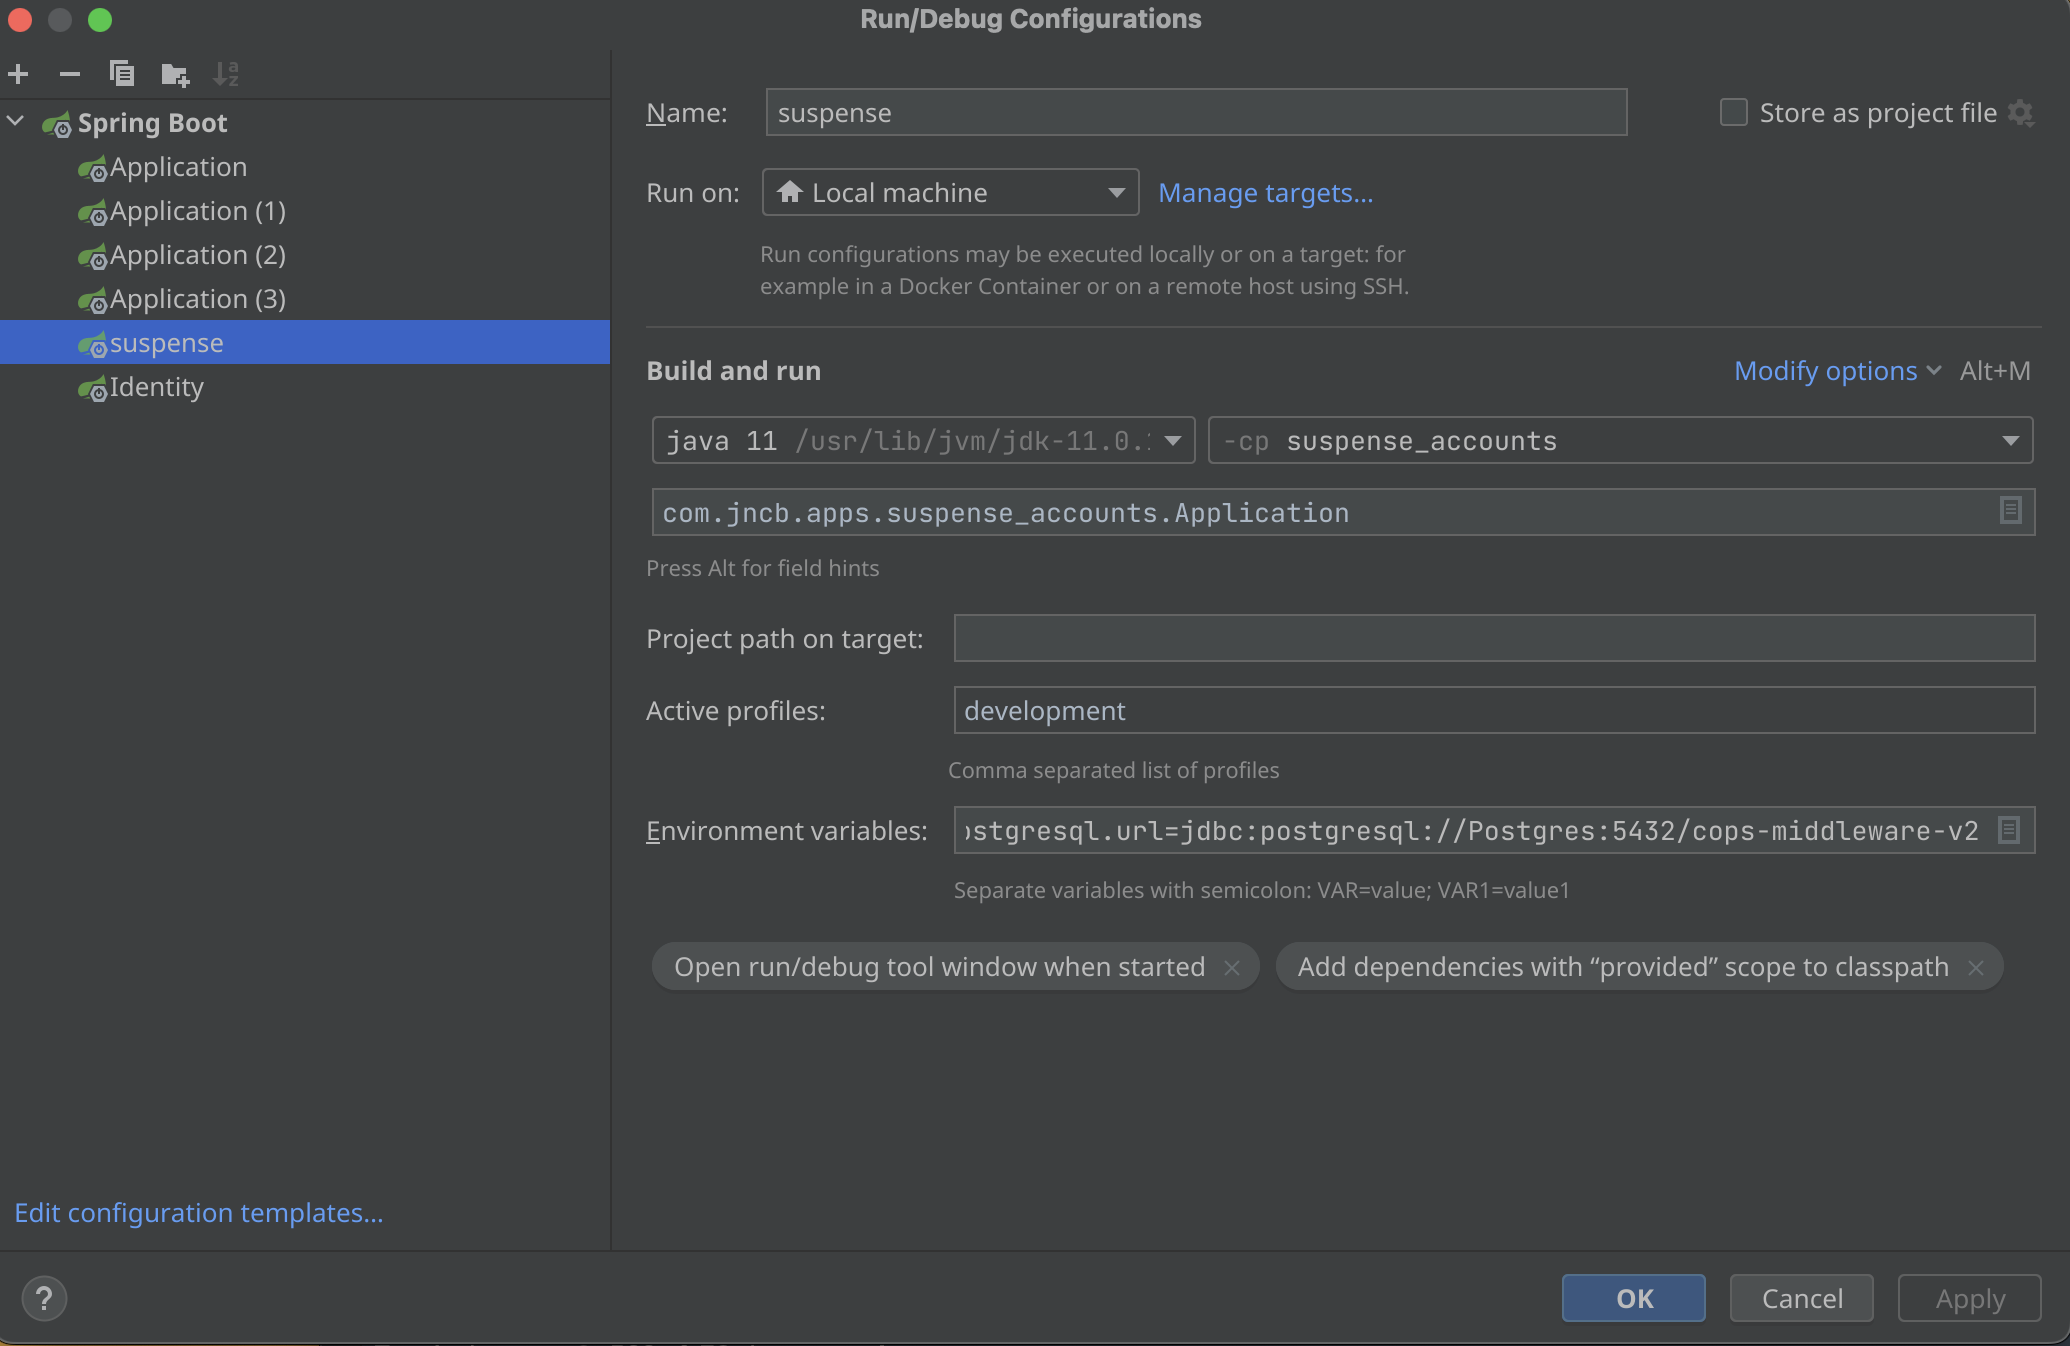 Run/Debug Configurations
Spring Boot
Application
Application (1)
Application (2)
Application (3)
suspense
Identity
Edit configuration templates...
Name: suspense Store as project file
Run on: Local machine Manage targets...
Run configurations may be executed locally or on a target: for
example in a Docker Container or on a remote host using SSH.
Build and run Modify options Alt+M
java 11 /usr/lib/jvm/jdk-11.0. -cp suspense_accounts
com.jncb.apps.suspense_accounts.Application
Press Alt for field hints
Project path on target:
Active profiles: development
Comma separated list of profiles
Environment variables: stgresql.url=jdbc:postgresql://Postgres:5432/cops-middleware-v2
Separate variables with semicolon: VAR=value; VAR1=value1
Open run/debug tool window when started × Add dependencies with “provided” scope to classpath ×
? OK Cancel Apply